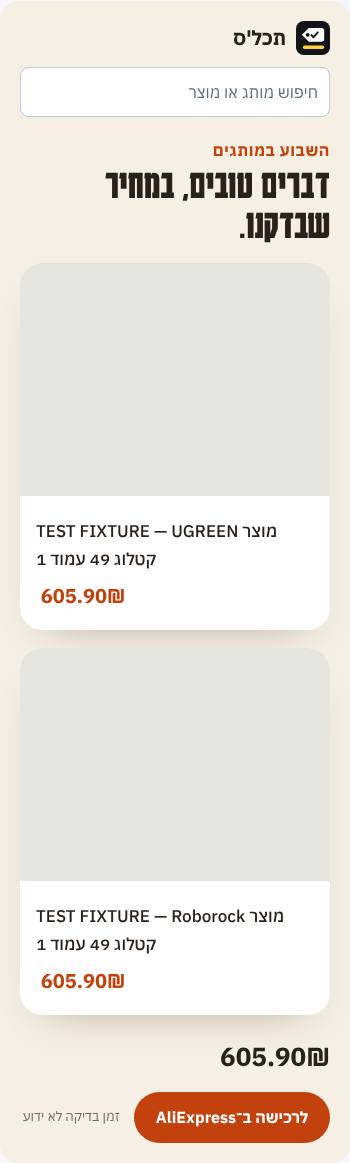 תכל'ס
חיפוש מותג או מוצר
השבוע במותגים
דברים טובים, במחיר
שבדקנו.
TEST FIXTURE — UGREEN מוצר
קטלוג 49 עמוד 1
605.90₪
TEST FIXTURE — Roborock מוצר
קטלוג 49 עמוד 1
605.90₪
605.90₪
לרכישה ב־AliExpress
זמן בדיקה לא ידוע